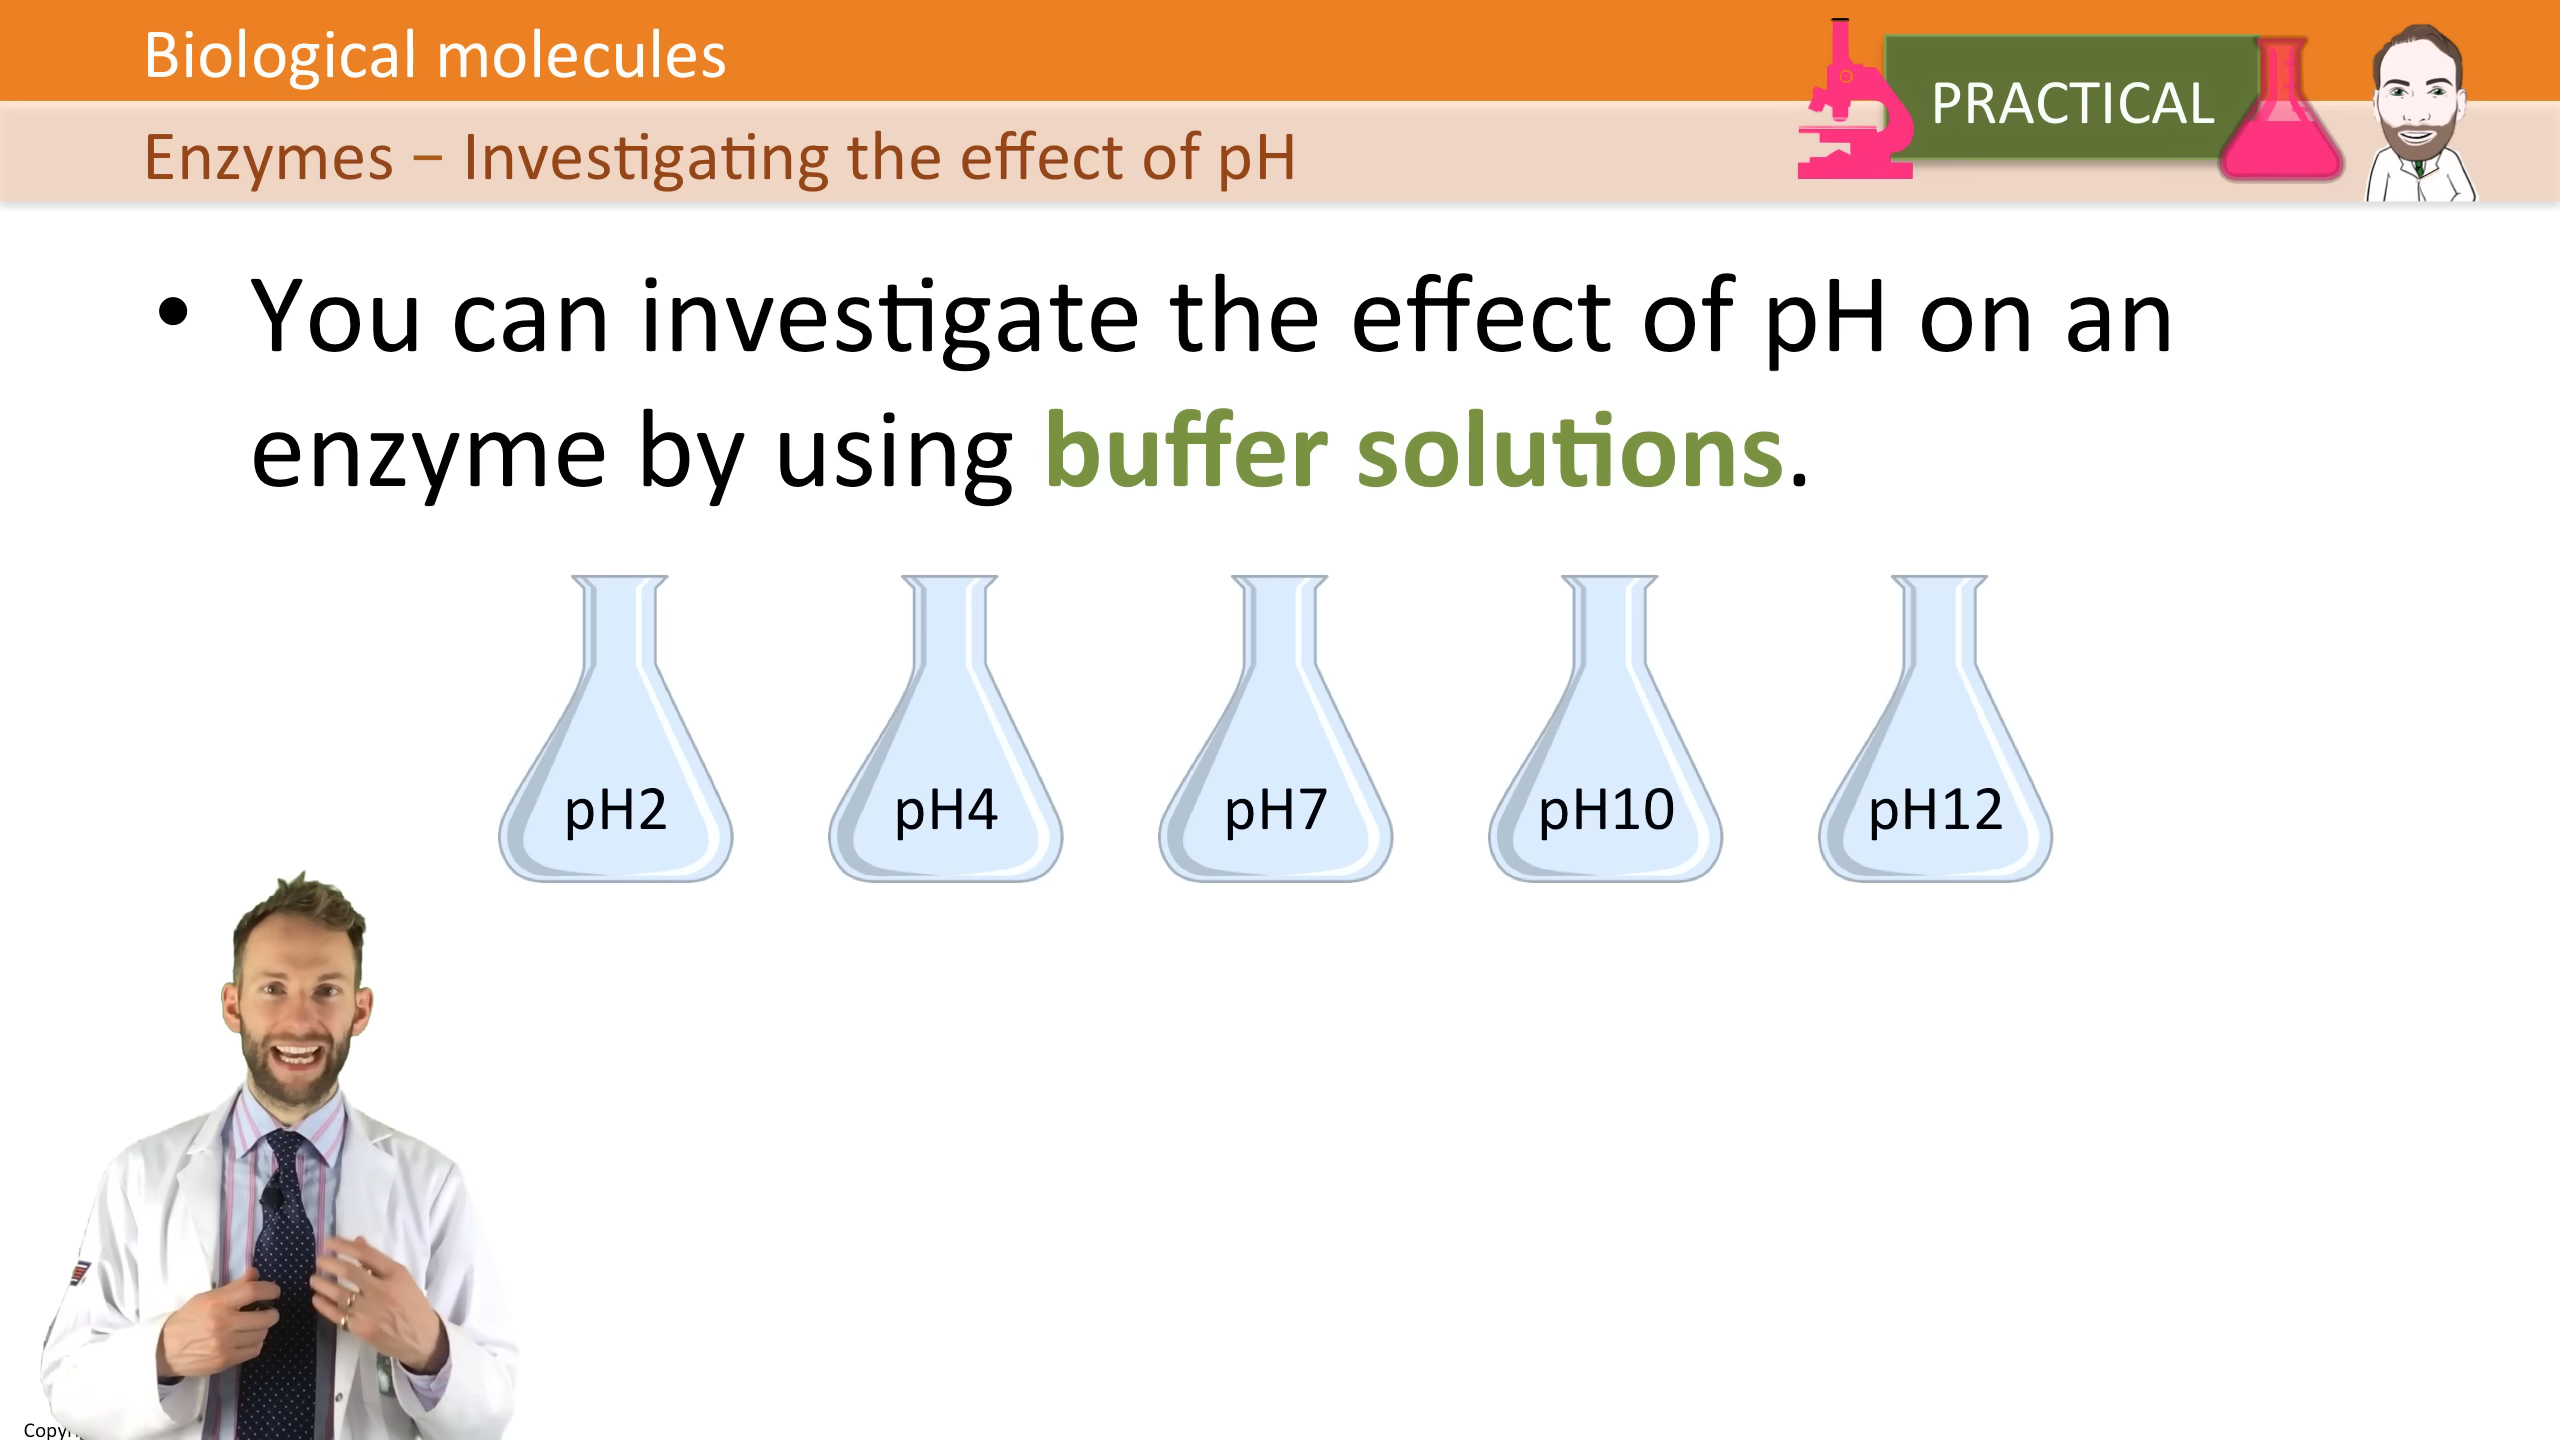 Biological molecules
PRACTICAL
Enzymes – Investigating the effect of pH
• You can investigate the effect of pH on an
enzyme by using buffer solutions.
pH2 pH4 pH7 pH10 pH12